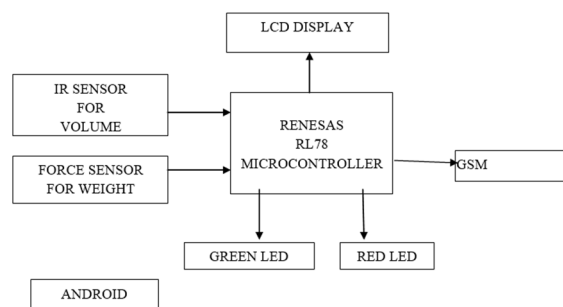 LCD DISPLAY
IR SENSOR
FOR
VOLUME
RENESAS
RL78
MICROCONTROLLER
FORCE SENSOR
FOR WEIGHT
GSM
GREEN LED
RED LED
ANDROID